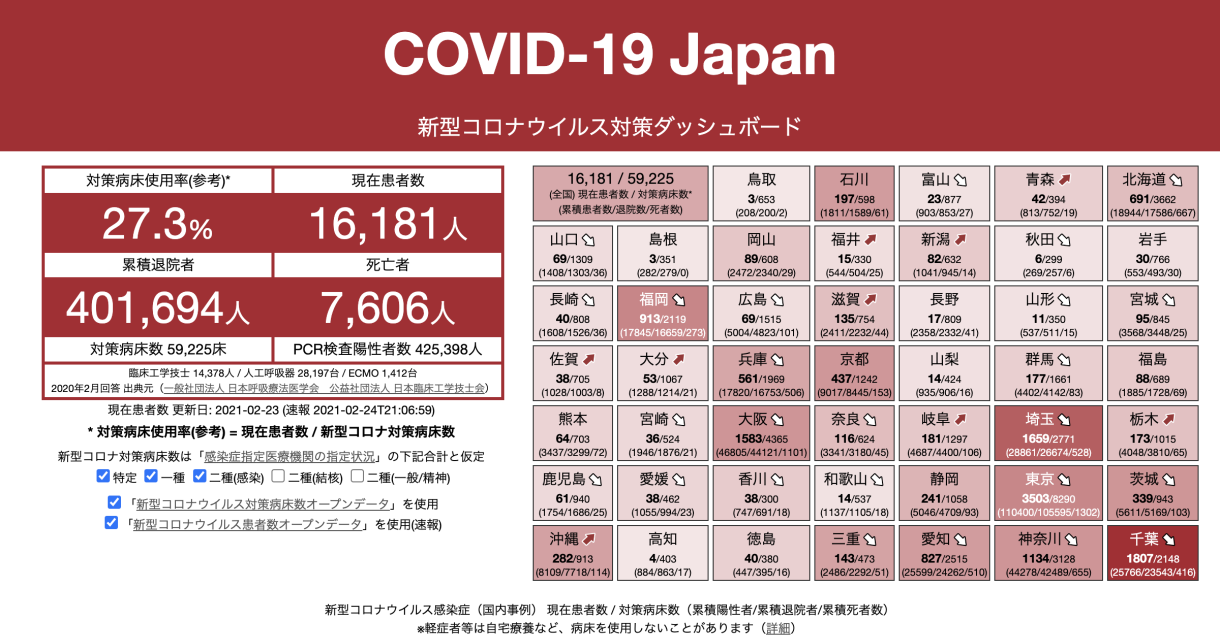 COVID-19 Japan
新型コロナウイルス対策ダッシュボード
対策病床使用率(参考)*
現在患者数
27.3%
16,181人
累積退院者
死亡者
401,694人
7,606人
対策病床数 59,225床
PCR検査陽性者数 425,398人
臨床工学技士 14,378人 / 人工呼吸器 28,197台 / ECMO 1,412台
2020年2月回答 出典元（一般社団法人 日本呼吸療法医学会　公益社団法人 日本臨床工学技士会）
現在患者数 更新日: 2021-02-23 (速報 2021-02-24T21:06:59)
* 対策病床使用率(参考) = 現在患者数 / 新型コロナ対策病床数
新型コロナ対策病床数は「感染症指定医療機関の指定状況」の下記合計と仮定
特定 一種 二種(感染) 二種(結核) 二種(一般/精神)
「新型コロナウイルス対策病床数オープンデータ」を使用
「新型コロナウイルス患者数オープンデータ」を使用(速報)
16,181 / 59,225
(全国) 現在患者数 / 対策病床数*
(累積患者数/退院数/死者数)
鳥取
3/653
(208/200/2)
石川
197/598
(1811/1589/61)
富山
23/877
(903/853/27)
青森
42/394
(813/752/19)
北海道
691/3662
(18944/17586/667)
山口
69/1309
(1408/1303/36)
島根
3/351
(282/279/0)
岡山
89/608
(2472/2340/29)
福井
15/330
(544/504/25)
新潟
82/632
(1041/945/14)
秋田
6/299
(269/257/6)
岩手
30/766
(553/493/30)
長崎
40/808
(1608/1526/36)
福岡
913/2119
(17845/16659/273)
広島
69/1515
(5004/4823/101)
滋賀
135/754
(2411/2232/44)
長野
17/809
(2358/2332/41)
山形
11/350
(537/511/15)
宮城
95/845
(3568/3448/25)
佐賀
38/705
(1028/1003/8)
大分
53/1067
(1288/1214/21)
兵庫
561/1969
(17820/16753/506)
京都
437/1242
(9017/8445/153)
山梨
14/424
(935/906/16)
群馬
177/1661
(4402/4142/83)
福島
88/689
(1885/1728/69)
熊本
64/703
(3437/3299/72)
宮崎
36/524
(1946/1876/21)
大阪
1583/4365
(46805/44121/1101)
奈良
116/624
(3341/3180/45)
岐阜
181/1297
(4687/4400/106)
埼玉
1659/2771
(28861/26674/528)
栃木
173/1015
(4048/3810/65)
鹿児島
61/940
(1754/1686/25)
愛媛
38/462
(1055/994/23)
香川
38/300
(747/691/18)
和歌山
14/537
(1137/1105/18)
静岡
241/1058
(5046/4709/93)
東京
3503/8290
(110400/105595/1302)
茨城
339/943
(5611/5169/103)
沖縄
282/913
(8109/7718/114)
高知
4/403
(884/863/17)
徳島
40/380
(447/395/16)
三重
143/473
(2486/2292/51)
愛知
827/2515
(25599/24262/510)
神奈川
1134/3128
(44278/42489/655)
千葉
1807/2148
(25766/23543/416)
新型コロナウイルス感染症（国内事例） 現在患者数 / 対策病床数（累積陽性者/累積退院者/累積死者数）
※軽症者等は自宅療養など、病床を使用しないことがあります（詳細）